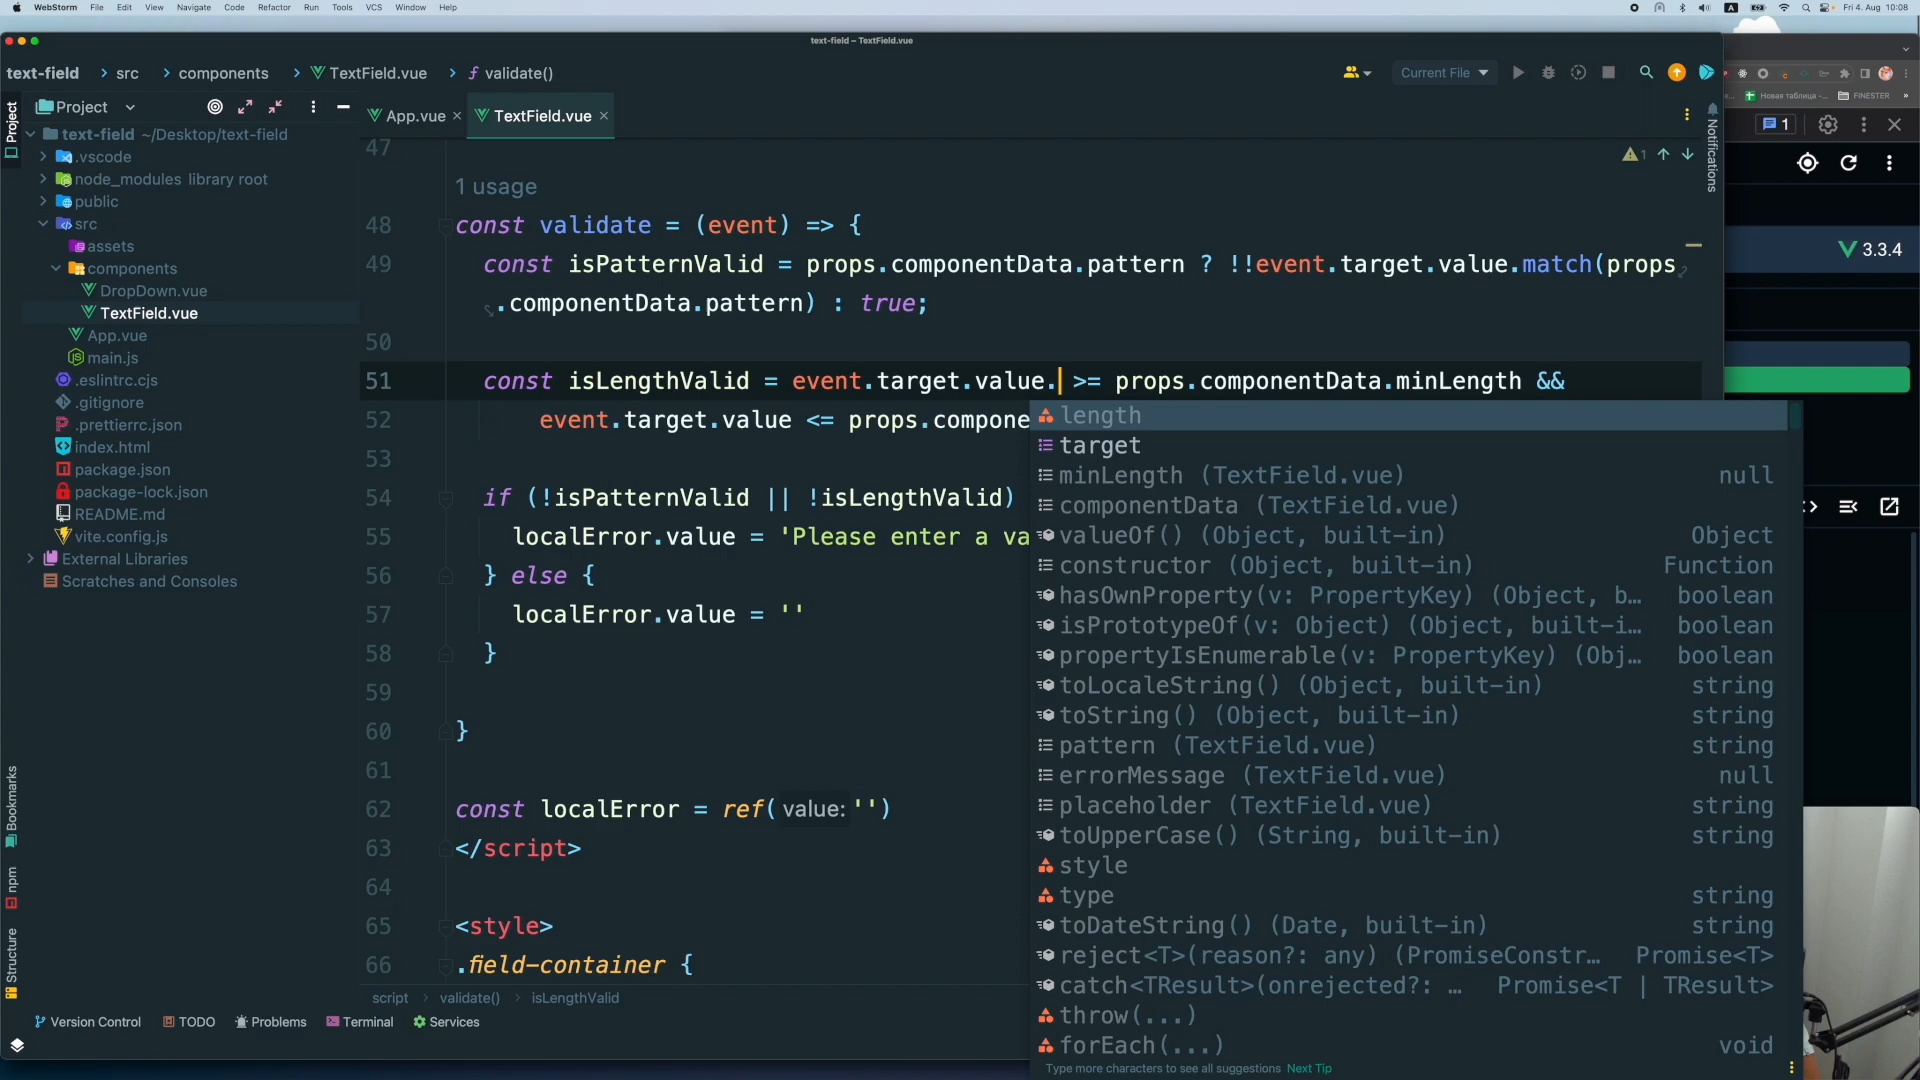 WebStorm File Edit View Navigate Code Refactor Run Tools VCS Window Help
A Fri 4. Aug 10:08
text-field – TextField.vue
text-field > src > components > TextField.vue > validate()
Current File
Project
App.vue
TextField.vue
Project
text-field ~/Desktop/text-field
.vscode
node_modules library root
public
src
assets
components
DropDown.vue
TextField.vue
App.vue
main.js
.eslintrc.cjs
.gitignore
.prettierrc.json
index.html
package.json
package-lock.json
README.md
vite.config.js
External Libraries
Scratches and Consoles
Bookmarks
npm
Structure
Notifications
1
47
1 usage
48 const validate = (event) => {
49 const isPatternValid = props.componentData.pattern ? !!event.target.value.match(props
.componentData.pattern) : true;
50
51 const isLengthValid = event.target.value. >= props.componentData.minLength &&
52 event.target.value <= props.compone
53
54 if (!isPatternValid || !isLengthValid)
55 localError.value = 'Please enter a va
56 } else {
57 localError.value = ''
58 }
59
60 }
61
62 const localError = ref( value: '')
63 </script>
64
65 <style>
66 .field-container {
length
target
minLength (TextField.vue) null
componentData (TextField.vue)
valueOf() (Object, built-in) Object
constructor (Object, built-in) Function
hasOwnProperty(v: PropertyKey) (Object, b… boolean
isPrototypeOf(v: Object) (Object, built-i… boolean
propertyIsEnumerable(v: PropertyKey) (Obj… boolean
toLocaleString() (Object, built-in) string
toString() (Object, built-in) string
pattern (TextField.vue) string
errorMessage (TextField.vue) null
placeholder (TextField.vue) string
toUpperCase() (String, built-in) string
style
type string
toDateString() (Date, built-in) string
reject<T>(reason?: any) (PromiseConstr… Promise<T>
catch<TResult>(onrejected?: … Promise<T | TResult>
throw(...)
forEach(...) void
Type more characters to see all suggestions Next Tip
script > validate() > isLengthValid
Version Control TODO Problems Terminal Services
Новая таблица -... FINESTER
1
3.3.4